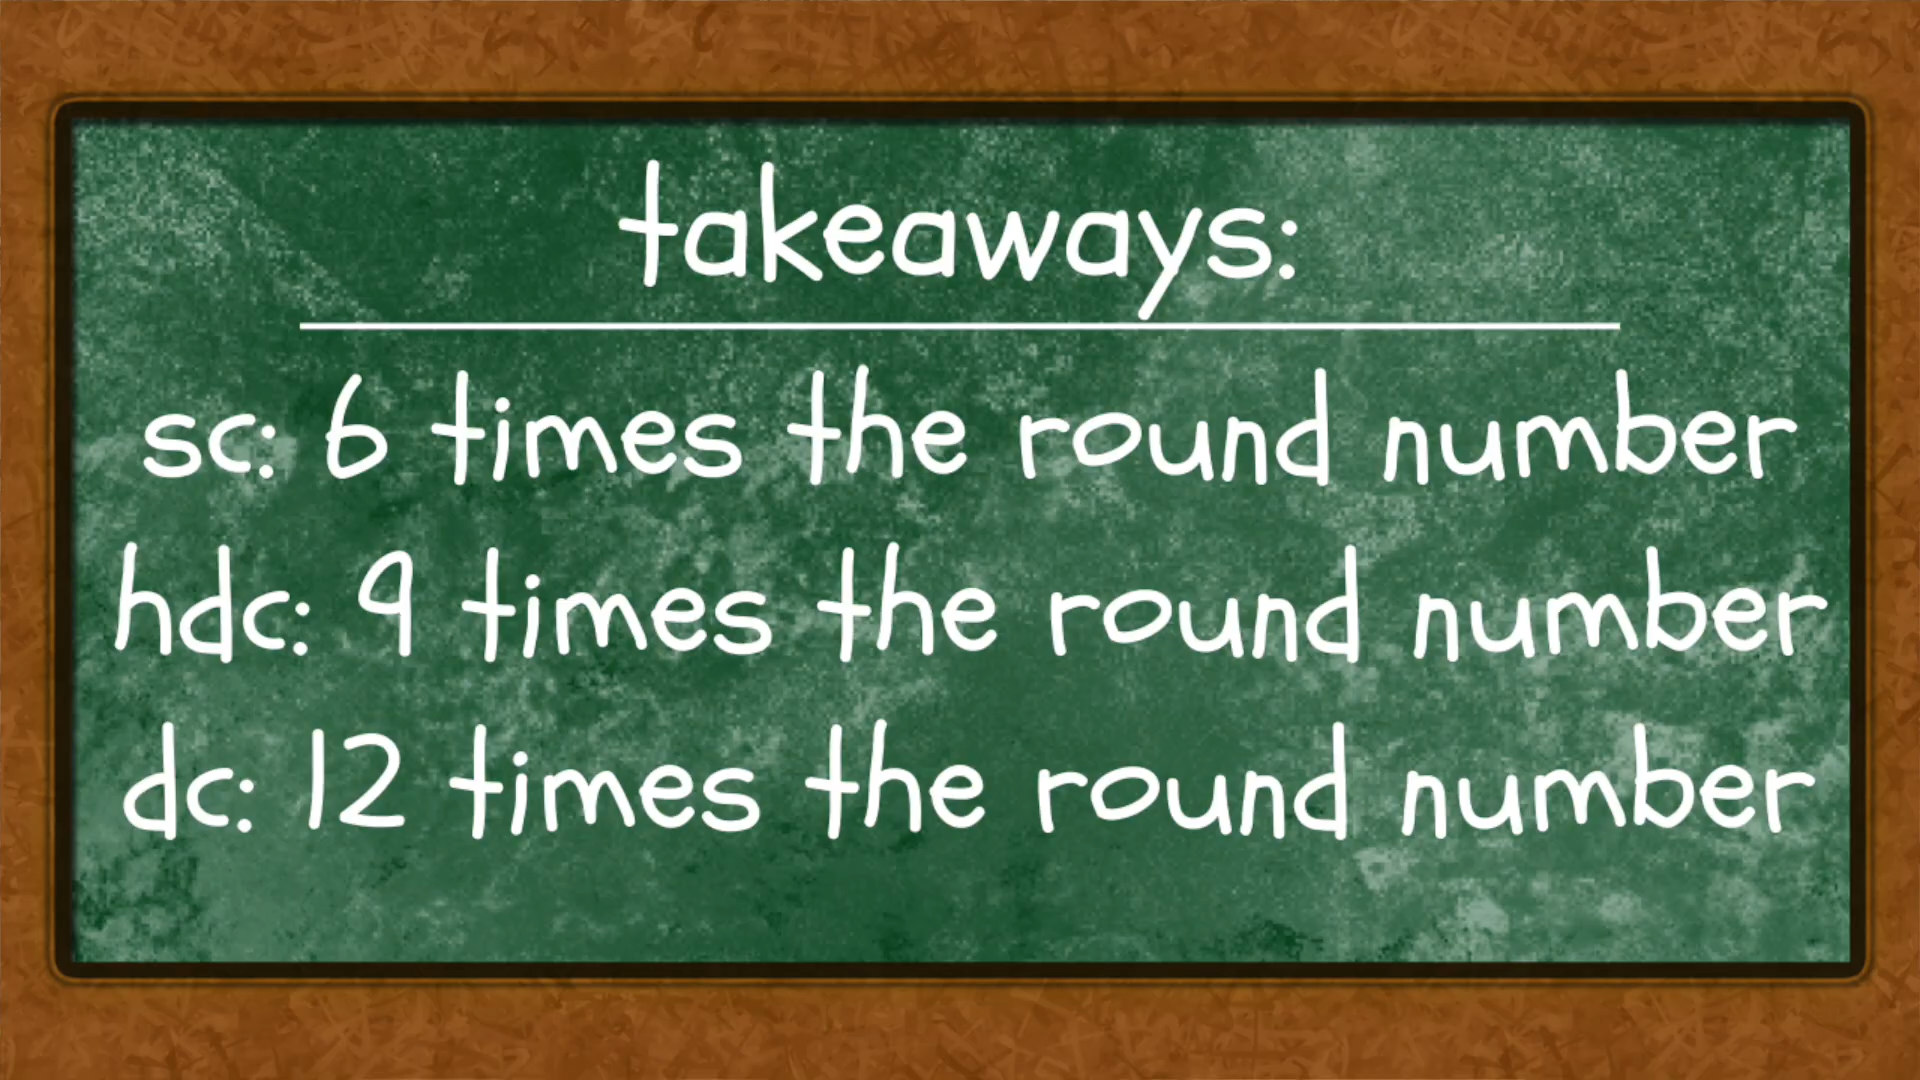 takeaways:
sc: 6 times the round number
hdc: 9 times the round number
dc: 12 times the round number